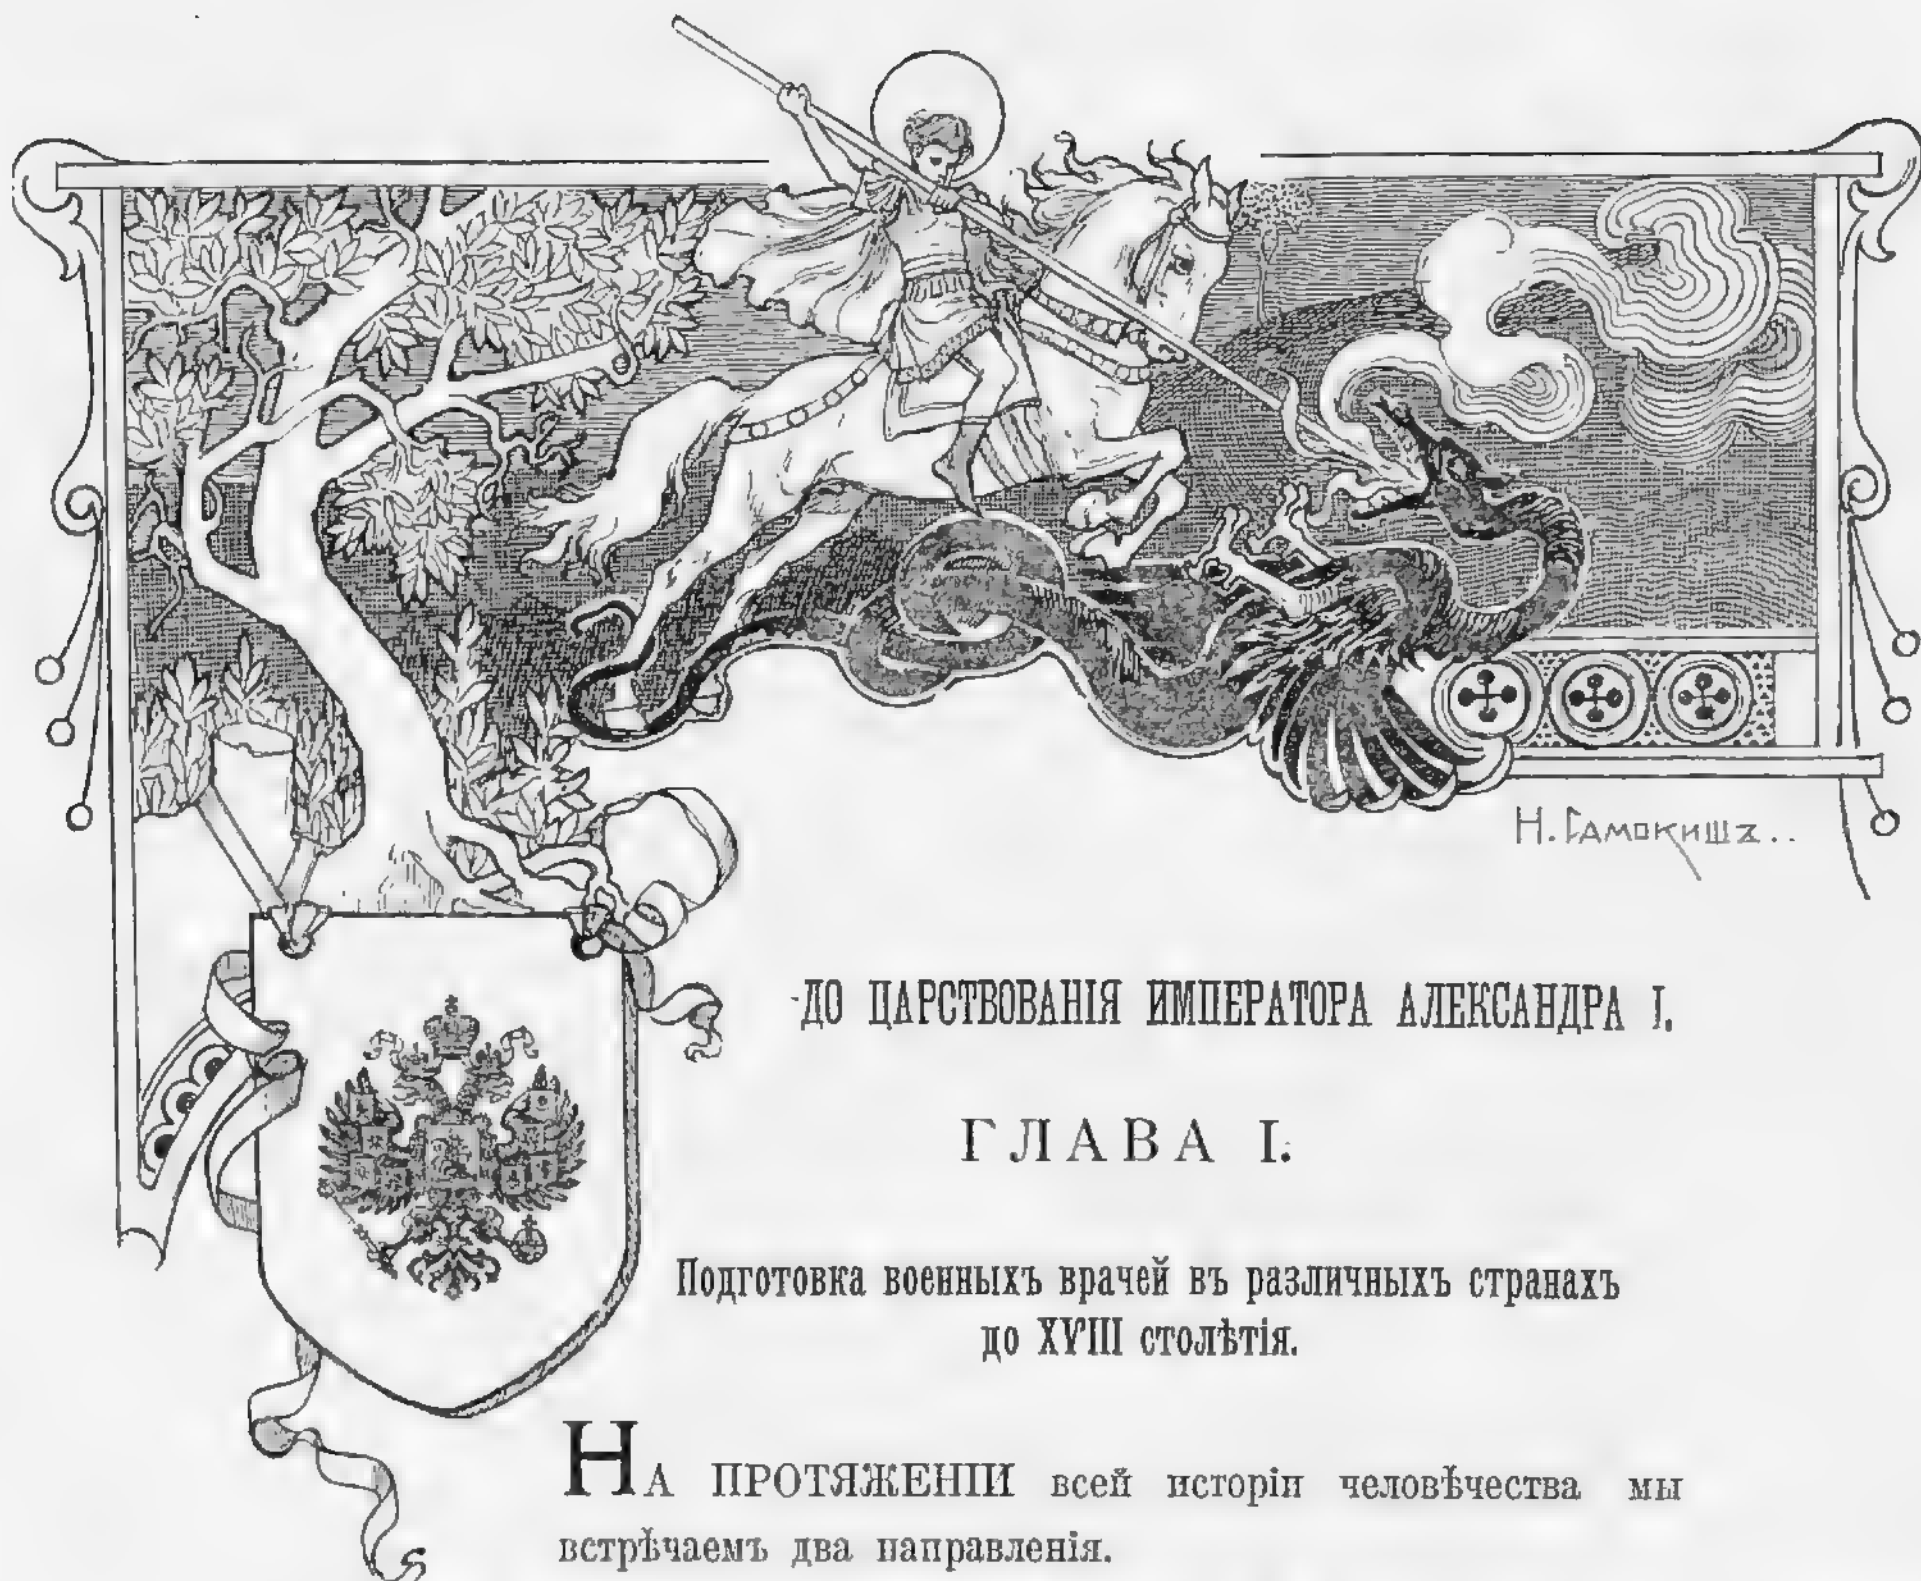 Н. Самокишъ..
ДО ЦАРСТВОВАНІЯ ИМПЕРАТОРА АЛЕКСАНДРА I.
ГЛАВА I.
Подготовка военныхъ врачей въ различныхъ странахъ
до XVIII столѣтія.
НА ПРОТЯЖЕНІИ всей исторіи человѣчества мы
встрѣчаемъ два направленія.